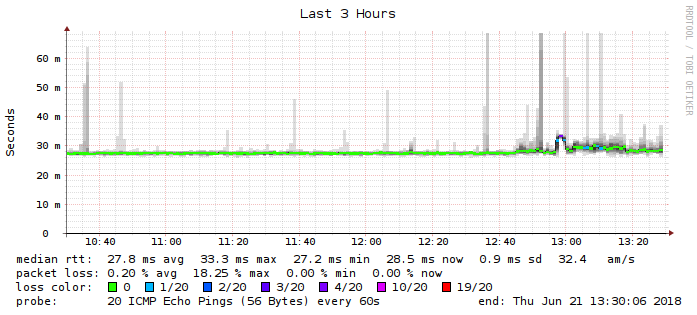 Last 3 Hours
RRDTOOL / TOBI OETIKER
Seconds
60 m
50 m
40 m
30 m
20 m
10 m
0
10:40 11:00 11:20 11:40 12:00 12:20 12:40 13:00 13:20
median rtt: 27.8 ms avg 33.3 ms max 27.2 ms min 28.5 ms now 0.9 ms sd 32.4 am/s
packet loss: 0.20 % avg 18.25 % max 0.00 % min 0.00 % now
loss color: 0 1/20 2/20 3/20 4/20 10/20 19/20
probe: 20 ICMP Echo Pings (56 Bytes) every 60s end: Thu Jun 21 13:30:06 2018